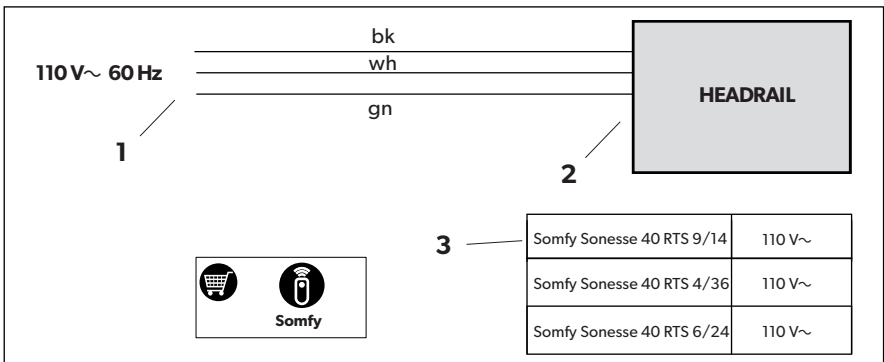 bk
110 V~ 60 Hz
wh
gn
HEADRAIL
1
2
3
Somfy Sonesse 40 RTS 9/14 110 V~
Somfy Sonesse 40 RTS 4/36 110 V~
Somfy Sonesse 40 RTS 6/24 110 V~
Somfy